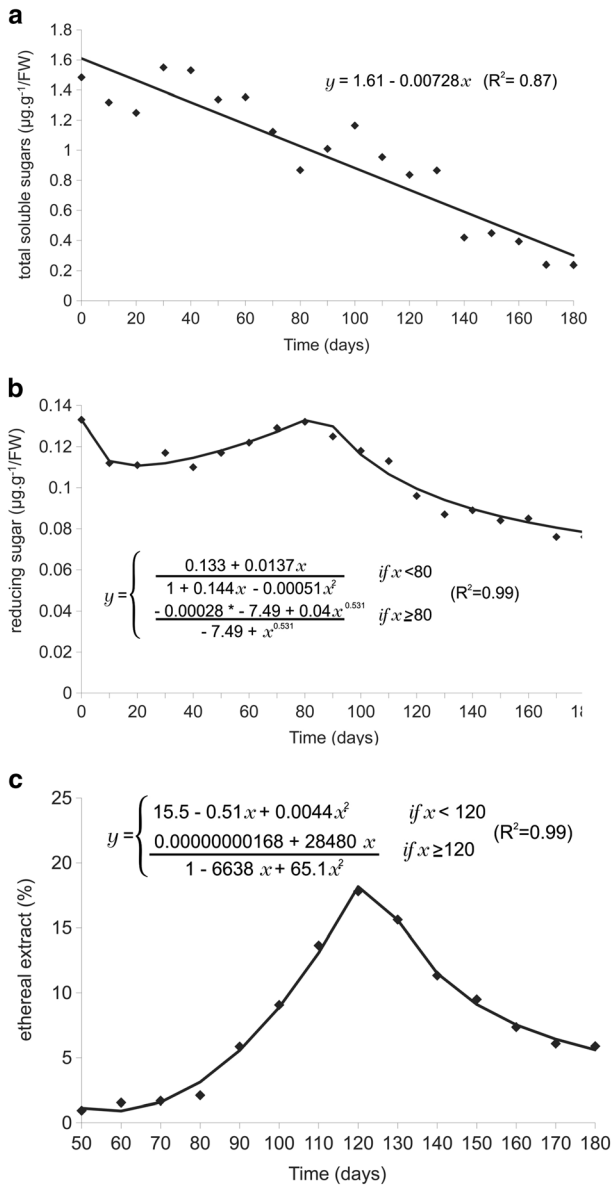 a
1.8
1.6
1.4
1.2
1
0.8
0.6
0.4
0.2
0
total soluble sugars (µg.g⁻¹/FW)
y = 1.61 - 0.00728x (R²= 0.87)
0 20 40 60 80 100 120 140 160 180
Time (days)
b
0.14
0.12
0.1
0.08
0.06
0.04
0.02
0
reducing sugar (µg.g⁻¹/FW)
y =
0.133 + 0.0137x
1 + 0.144x - 0.00051x²
if x<80
- 0.00028 * - 7.49 + 0.04x^0.531
- 7.49 + x^0.531
if x≥80
(R²=0.99)
0 20 40 60 80 100 120 140 160
Time (days)
c
25
20
15
10
5
0
ethereal extract (%)
y =
15.5 - 0.51x + 0.0044x²
if x < 120
0.00000000168 + 28480 x
1 - 6638 x + 65.1x²
if x ≥120
(R²=0.99)
50 60 70 80 90 100 110 120 130 140 150 160 170 180
Time (days)